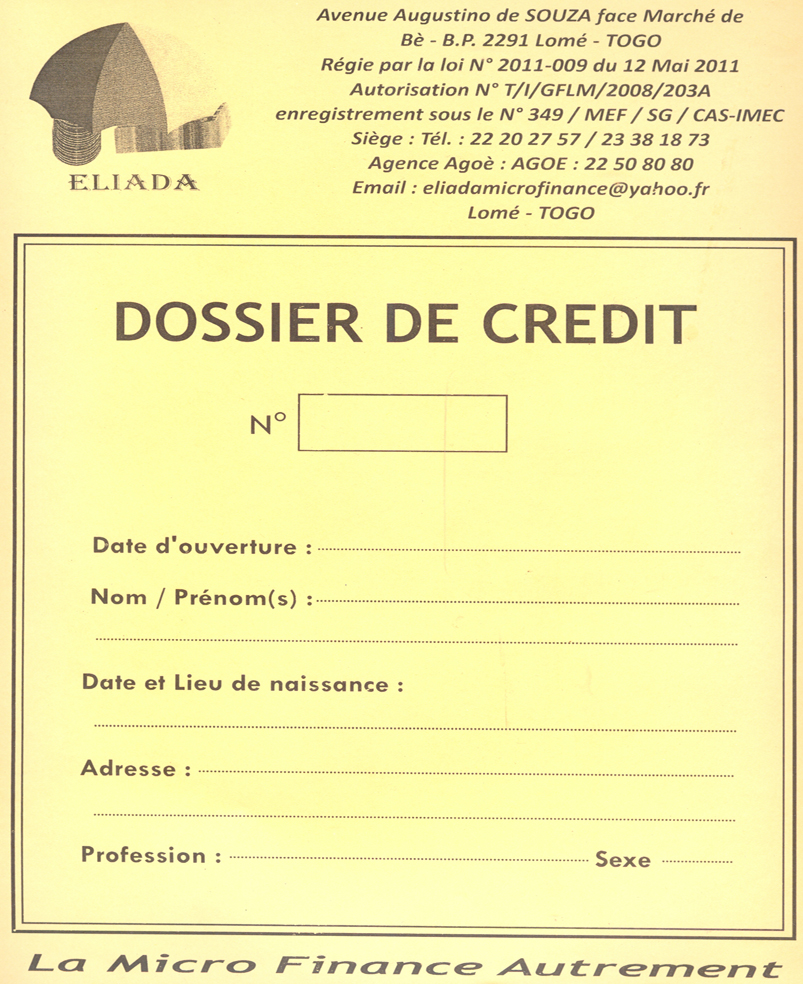 Avenue Augustino de SOUZA face Marché de
Bè - B.P. 2291 Lomé - TOGO
Régie par la loi N° 2011-009 du 12 Mai 2011
Autorisation N° T/I/GFLM/2008/203A
enregistrement sous le N° 349 / MEF / SG / CAS-IMEC
Siège : Tél. : 22 20 27 57 / 23 38 18 73
Agence Agoè : AGOE : 22 50 80 80
Email : eliadamicrofinance@yahoo.fr
Lomé - TOGO
ELIADA
DOSSIER DE CREDIT
N°
Date d'ouverture :
Nom / Prénom(s) :
Date et Lieu de naissance :
Adresse :
Profession : Sexe
La Micro Finance Autrement